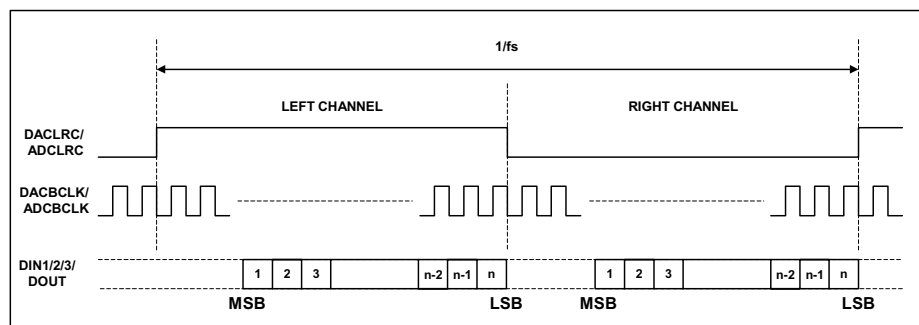 1/fs
LEFT CHANNEL
RIGHT CHANNEL
DACLRC/
ADCLRC
DACBCLK/
ADCBCLK
DIN1/2/3/
DOUT
1 2 3 n-2 n-1 n 1 2 3 n-2 n-1 n
MSB LSB MSB LSB